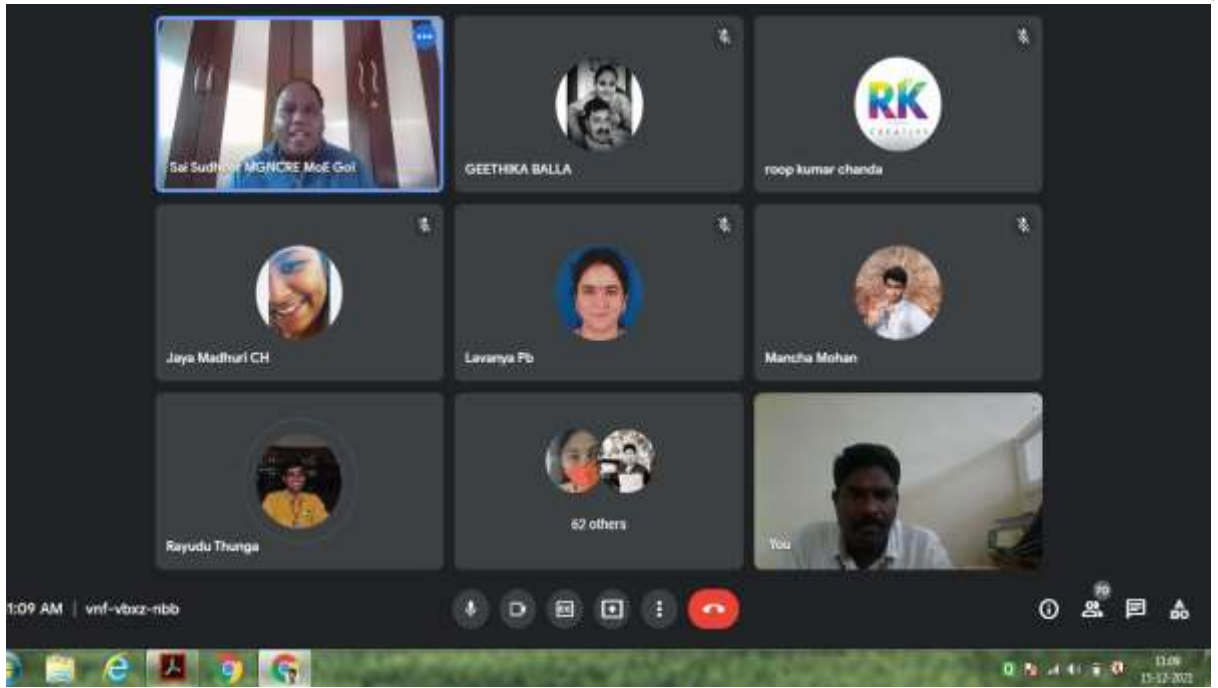 Sai Sudheer MGNCRE MoE GoI
GEETHIKA BALLA
RK
CREATIVE
roop kumar chanda
Jaya Madhuri CH
Lavanya Pb
Mancha Mohan
Rayudu Thunga
62 others
You
1:09 AM | vnf-vbxz-nbb
70
11:09
15-12-2021